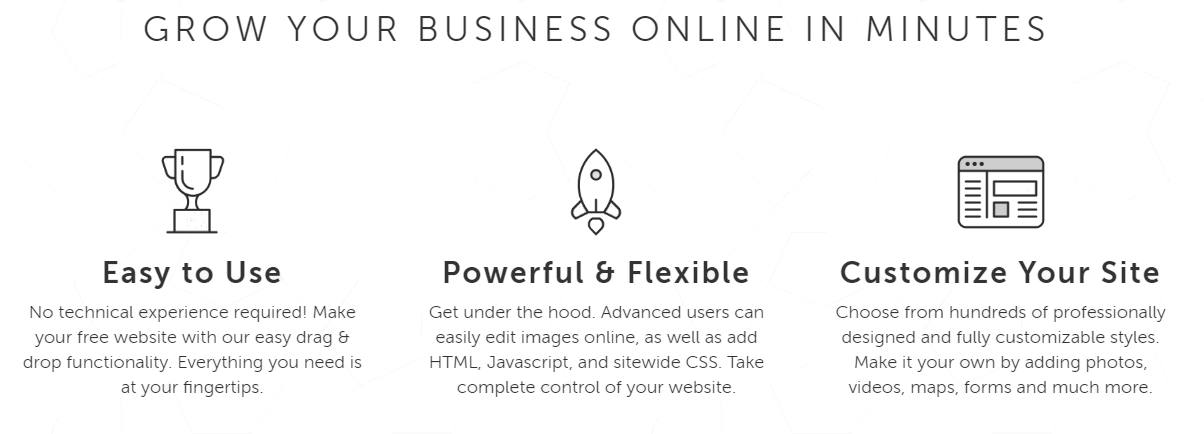 GROW YOUR BUSINESS ONLINE IN MINUTES
Easy to Use
No technical experience required! Make
your free website with our easy drag &
drop functionality. Everything you need is
at your fingertips.
Powerful & Flexible
Get under the hood. Advanced users can
easily edit images online, as well as add
HTML, Javascript, and sitewide CSS. Take
complete control of your website.
Customize Your Site
Choose from hundreds of professionally
designed and fully customizable styles.
Make it your own by adding photos,
videos, maps, forms and much more.